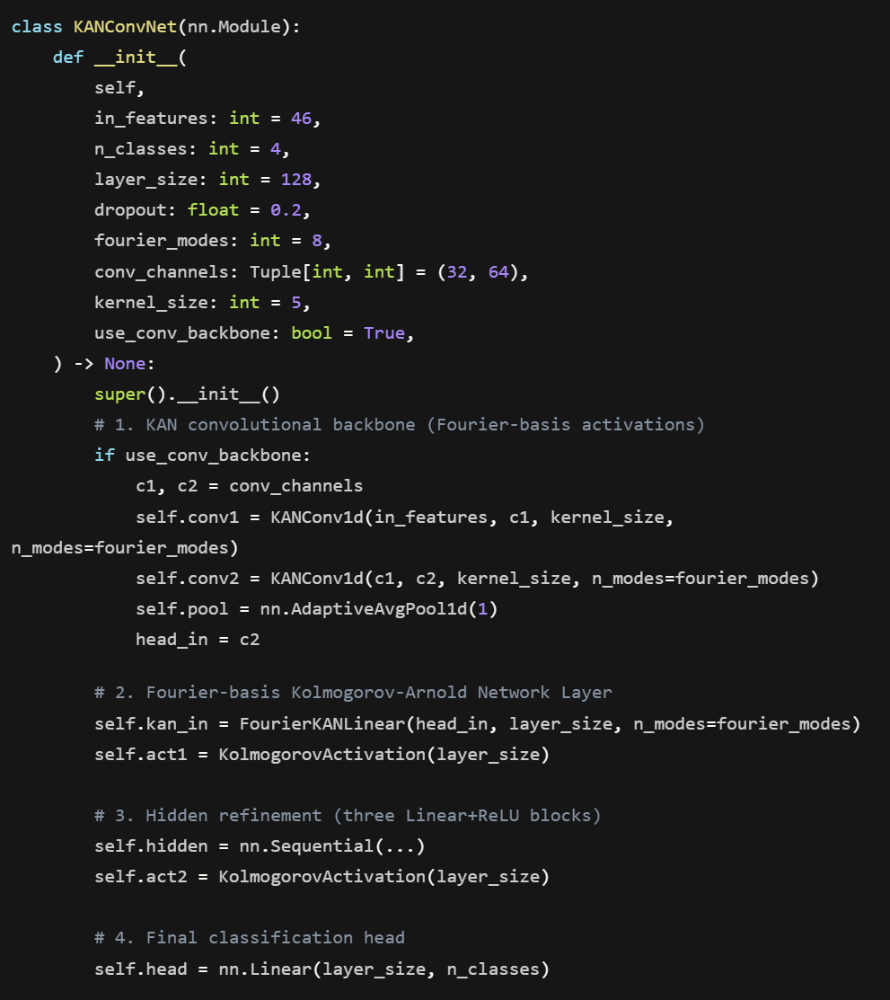 class KANConvNet(nn.Module):
    def __init__(
        self,
        in_features: int = 46,
        n_classes: int = 4,
        layer_size: int = 128,
        dropout: float = 0.2,
        fourier_modes: int = 8,
        conv_channels: Tuple[int, int] = (32, 64),
        kernel_size: int = 5,
        use_conv_backbone: bool = True,
    ) -> None:
        super().__init__()
        # 1. KAN convolutional backbone (Fourier-basis activations)
        if use_conv_backbone:
            c1, c2 = conv_channels
            self.conv1 = KANConv1d(in_features, c1, kernel_size,
n_modes=fourier_modes)
            self.conv2 = KANConv1d(c1, c2, kernel_size, n_modes=fourier_modes)
            self.pool = nn.AdaptiveAvgPool1d(1)
            head_in = c2

        # 2. Fourier-basis Kolmogorov-Arnold Network Layer
        self.kan_in = FourierKANLinear(head_in, layer_size, n_modes=fourier_modes)
        self.act1 = KolmogorovActivation(layer_size)

        # 3. Hidden refinement (three Linear+ReLU blocks)
        self.hidden = nn.Sequential(...)
        self.act2 = KolmogorovActivation(layer_size)

        # 4. Final classification head
        self.head = nn.Linear(layer_size, n_classes)